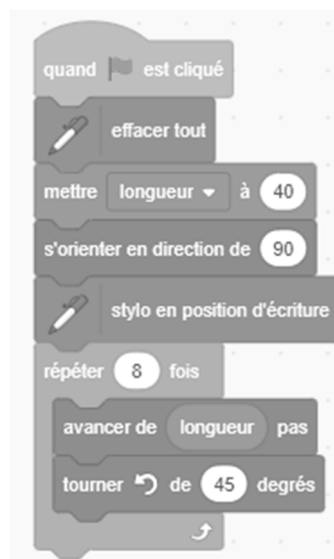 quand est cliqué
effacer tout
mettre longueur à 40
s'orienter en direction de 90
stylo en position d'écriture
répéter 8 fois
avancer de longueur pas
tourner de 45 degrés